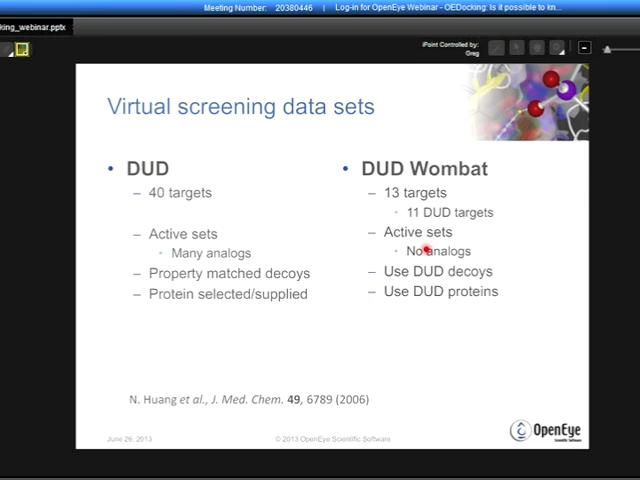 Meeting Number: 20380446 | Log-in for OpenEye Webinar - OEDocking: Is it possible to kn...
king_webinar.pptx
iPoint Controlled by:
Greg
Virtual screening data sets
• DUD
– 40 targets
– Active sets
• Many analogs
– Property matched decoys
– Protein selected/supplied
• DUD Wombat
– 13 targets
• 11 DUD targets
– Active sets
• No analogs
– Use DUD decoys
– Use DUD proteins
N. Huang et al., J. Med. Chem. 49, 6789 (2006)
June 26, 2013
© 2013 OpenEye Scientific Software
OpenEye
Scientific Software